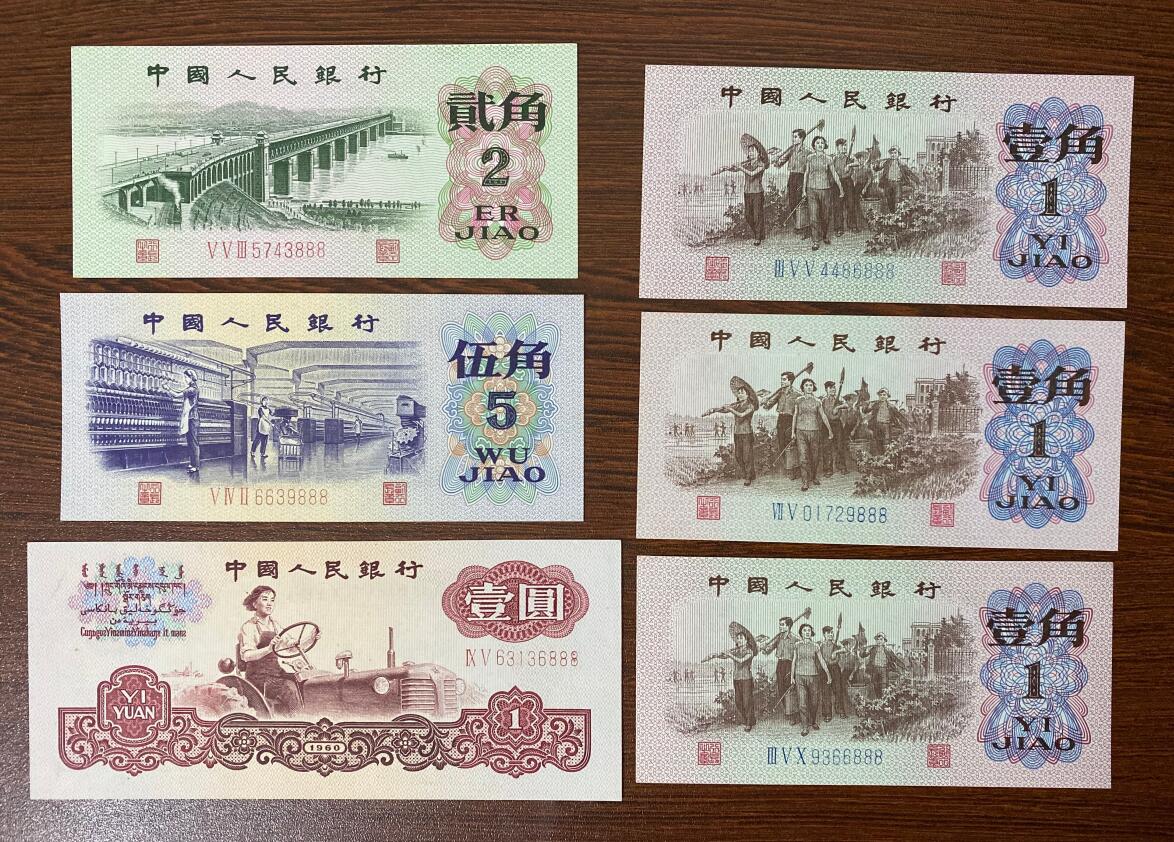 中國人民銀行
貳角
2
ER
JIAO
VVIII5743888
中國人民銀行
伍角
5
WU
JIAO
VIVII6639888
中國人民銀行
壹圓
IXV63136888
YI
YUAN
1960
1
中國人民銀行
壹角
1
YI
JIAO
IIIVV4486888
中國人民銀行
壹角
1
YI
JIAO
VIIV01729888
中國人民銀行
壹角
1
YI
JIAO
IIIVX9366888